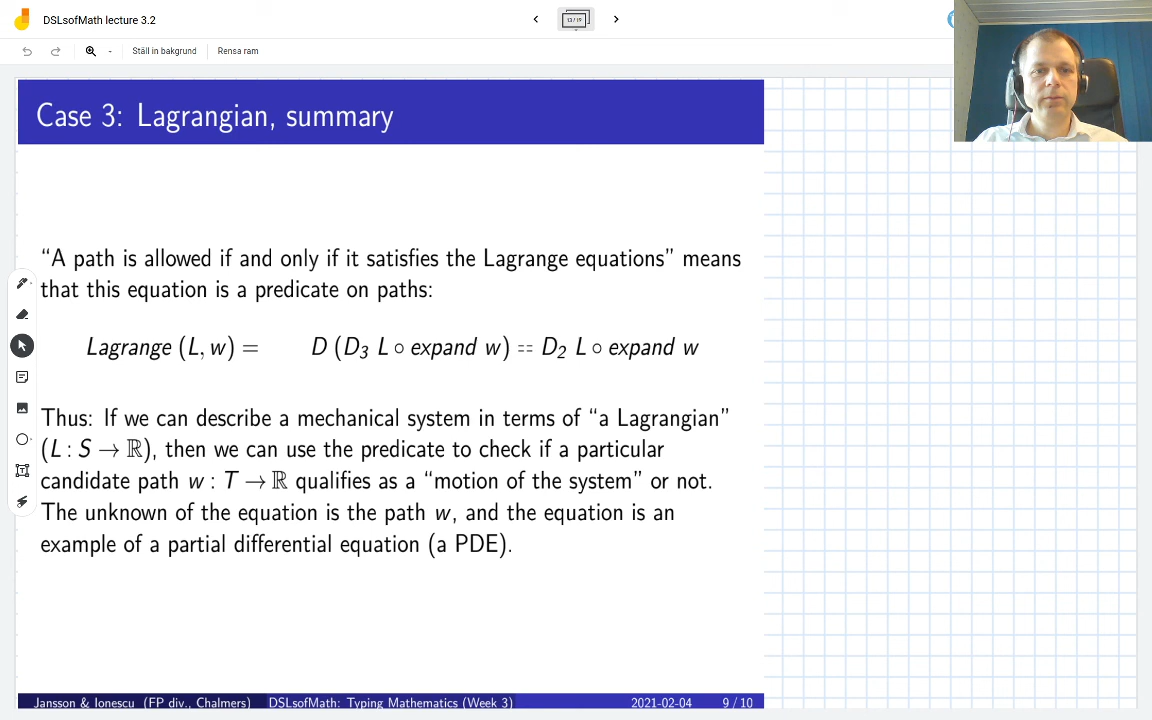 DSLsofMath lecture 3.2
13/19
Ställ in bakgrund
Rensa ram
Case 3: Lagrangian, summary
“A path is allowed if and only if it satisfies the Lagrange equations” means
that this equation is a predicate on paths:
Lagrange (L, w) = D (D₃ L ∘ expand w) == D₂ L ∘ expand w
Thus: If we can describe a mechanical system in terms of “a Lagrangian”
(L : S → ℝ), then we can use the predicate to check if a particular
candidate path w : T → ℝ qualifies as a “motion of the system” or not.
The unknown of the equation is the path w, and the equation is an
example of a partial differential equation (a PDE).
Jansson & Ionescu (FP div., Chalmers) DSLsofMath: Typing Mathematics (Week 3) 2021-02-04 9 / 10